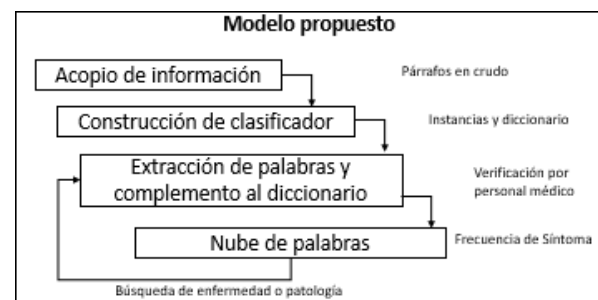 Modelo propuesto
Acopio de información
Párrafos en crudo
Construcción de clasificador
Instancias y diccionario
Extracción de palabras y
complemento al diccionario
Verificación por
personal médico
Nube de palabras
Frecuencia de Síntoma
Búsqueda de enfermedad o patología